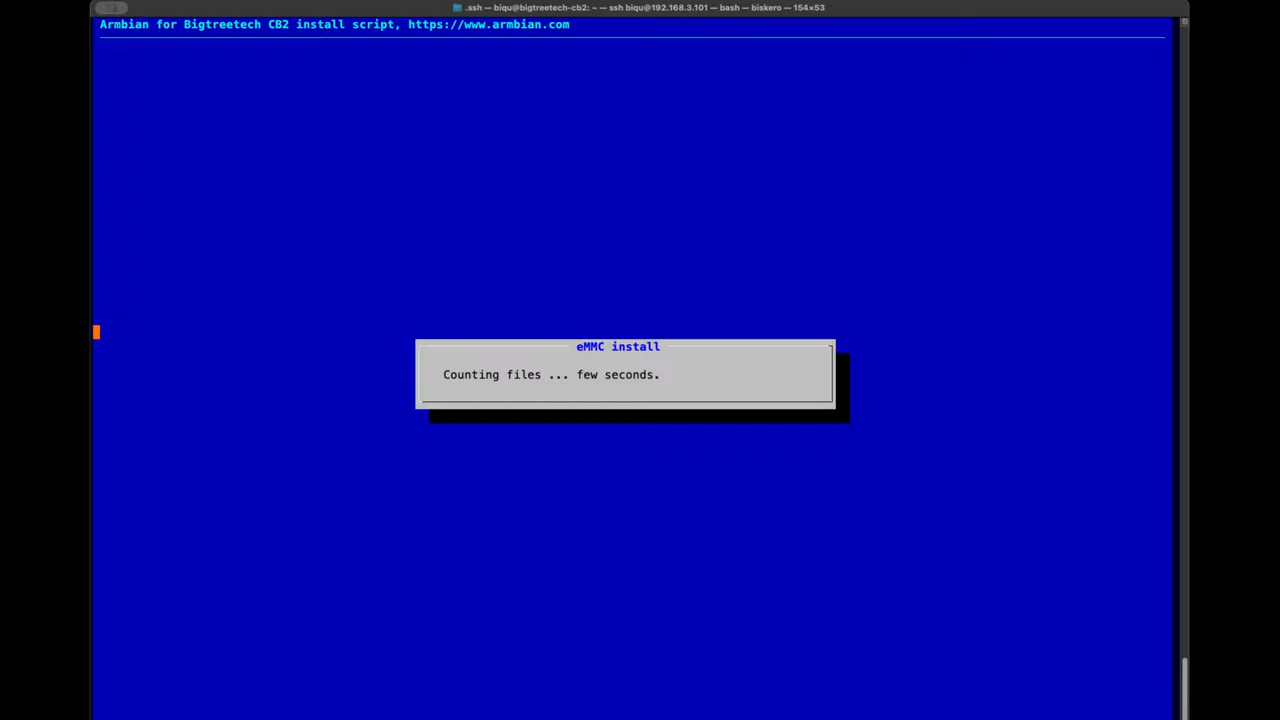 .ssh — biqu@bigtreetech-cb2: ~ — ssh biqu@192.168.3.101 — bash — biskero — 154×53
Armbian for Bigtreetech CB2 install script, https://www.armbian.com
eMMC install
Counting files ... few seconds.